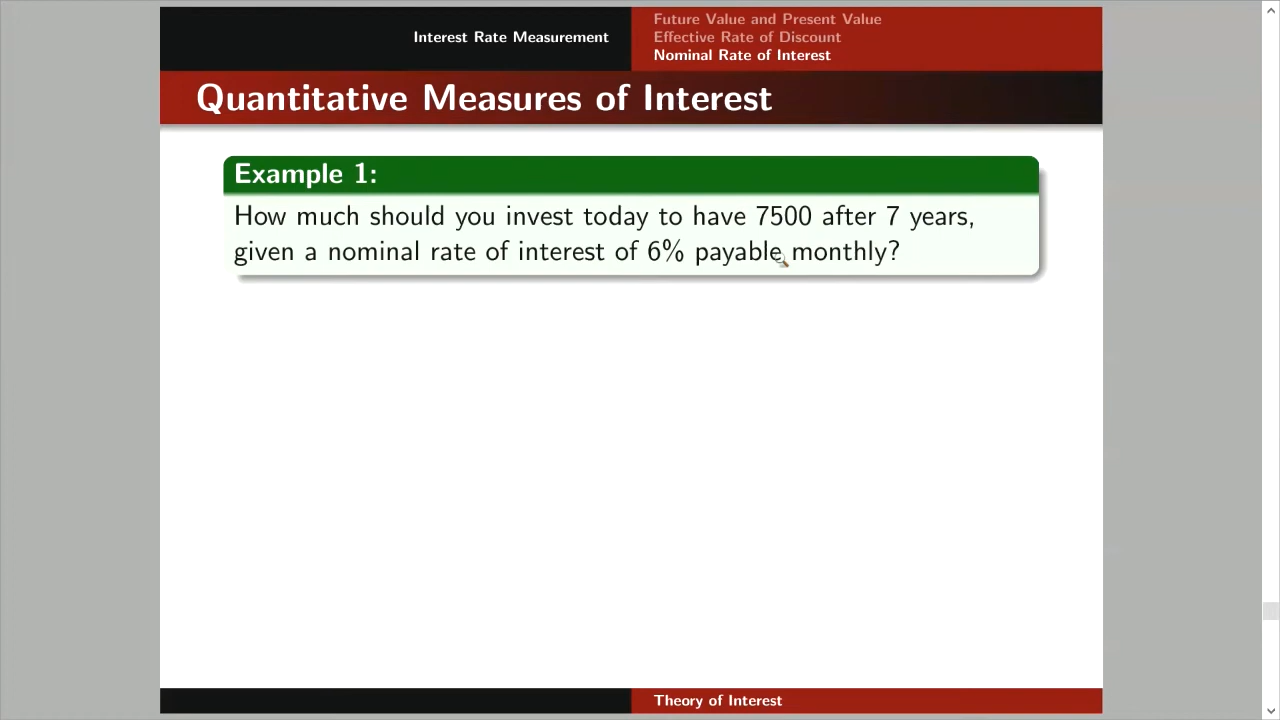 Interest Rate Measurement
Future Value and Present Value
Effective Rate of Discount
Nominal Rate of Interest
Quantitative Measures of Interest
Example 1:
How much should you invest today to have 7500 after 7 years,
given a nominal rate of interest of 6% payable monthly?
Theory of Interest